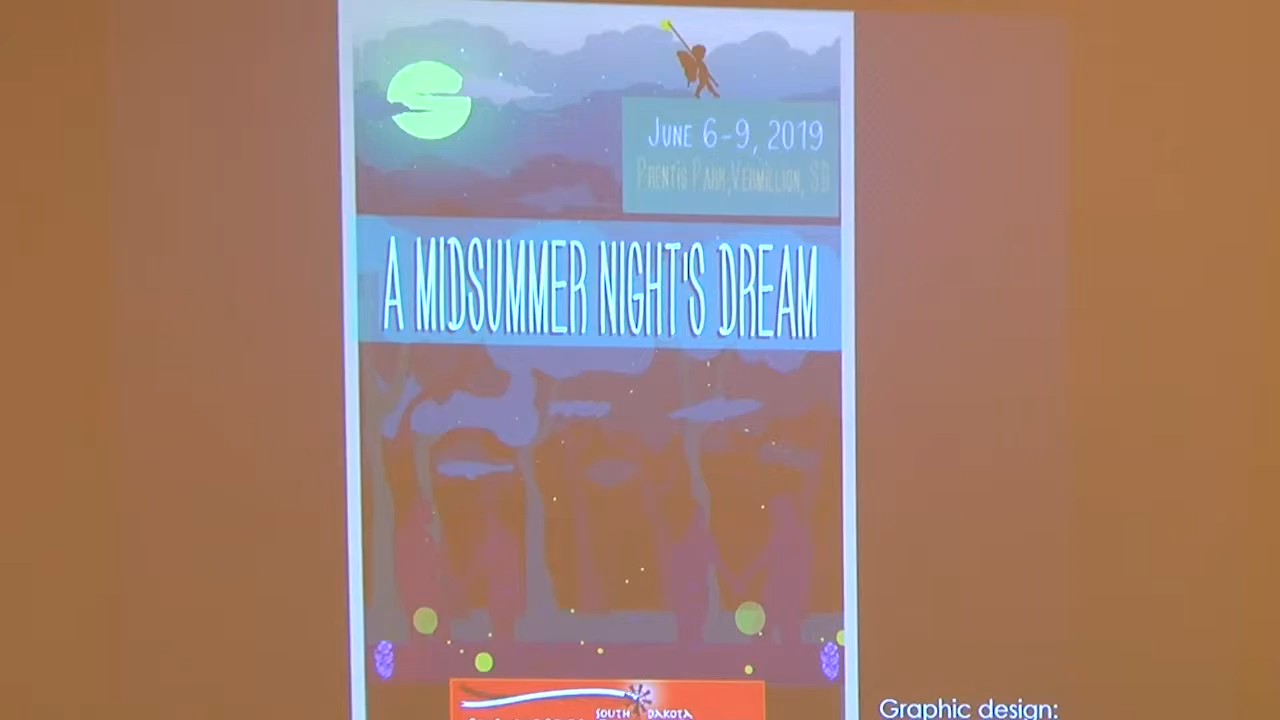 June 6-9, 2019
Prentis Park, Vermillion, SD
A Midsummer Night's Dream
South Dakota
Graphic design: